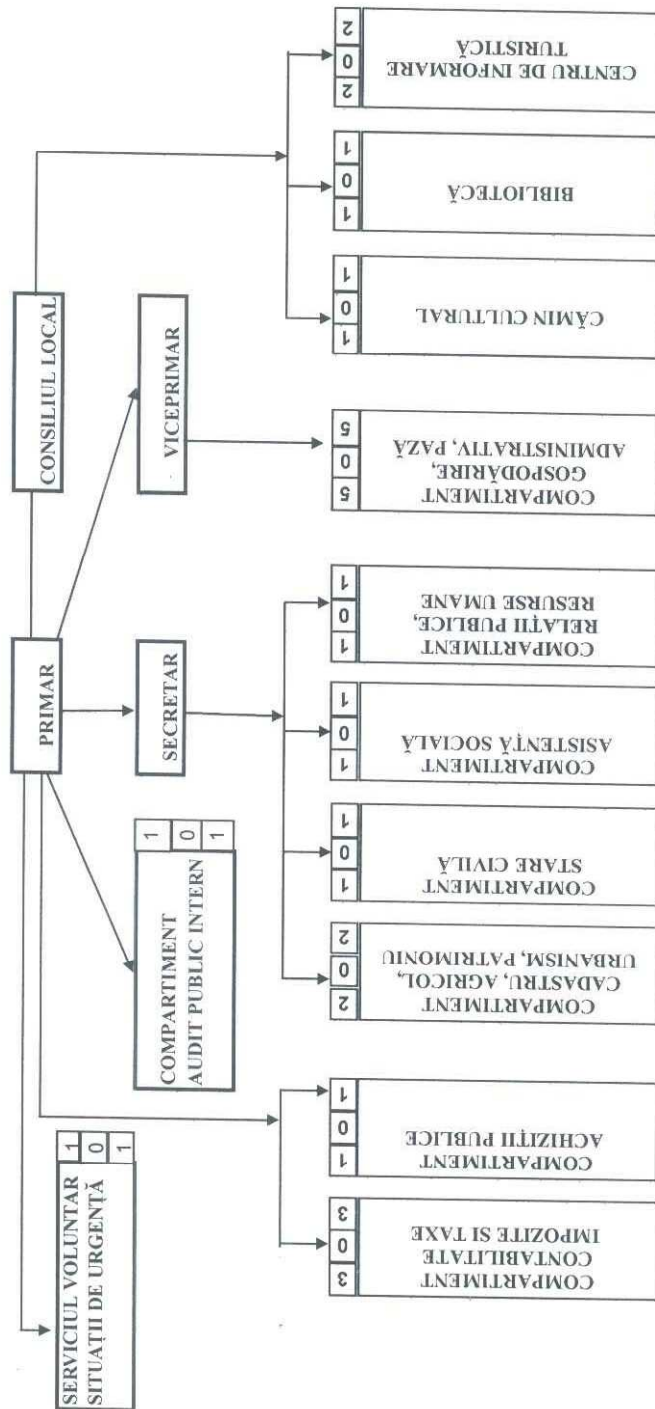 CONSILIUL LOCAL
PRIMAR
VICEPRIMAR
SECRETAR
COMPARTIMENT
AUDIT PUBLIC INTERN
1
0
1
SERVICIUL VOLUNTAR
SITUAȚII DE URGENȚĂ
1
0
1
COMPARTIMENT
CONTABILITATE
IMPOZITE SI TAXE
3
0
3
COMPARTIMENT
ACHIZIȚII PUBLICE
1
0
1
COMPARTIMENT
CADASTRU, AGRICOL,
URBANISM, PATRIMONIU
2
0
2
COMPARTIMENT
STARE CIVILĂ
1
0
1
COMPARTIMENT
ASISTENȚĂ SOCIALĂ
1
0
1
COMPARTIMENT
RELAȚII PUBLICE,
RESURSE UMANE
1
0
1
COMPARTIMENT
GOSPODĂRIRE,
ADMINISTRATIV, PAZĂ
5
0
5
CĂMIN CULTURAL
1
0
1
BIBLIOTECĂ
1
0
1
CENTRU DE INFORMARE
TURISTICĂ
2
0
2